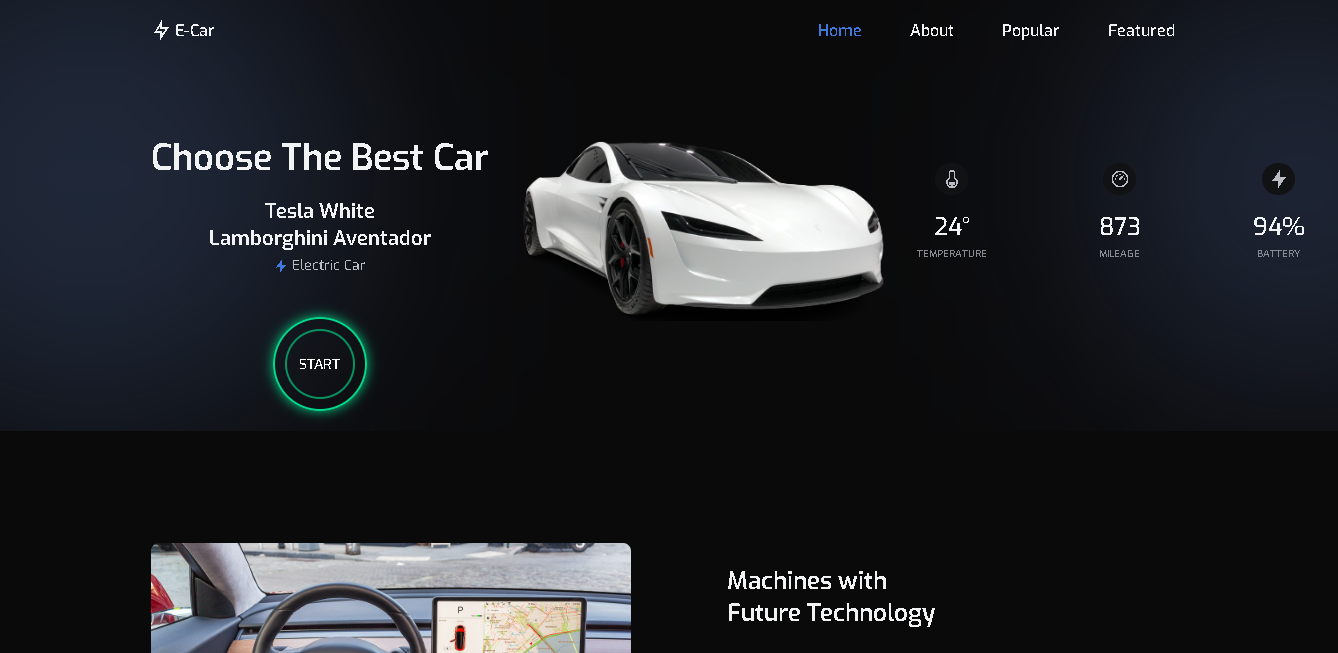 E-Car
Home
About
Popular
Featured
Choose The Best Car
Tesla White
Lamborghini Aventador
Electric Car
START
24°
TEMPERATURE
873
MILEAGE
94%
BATTERY
Machines with
Future Technology
P